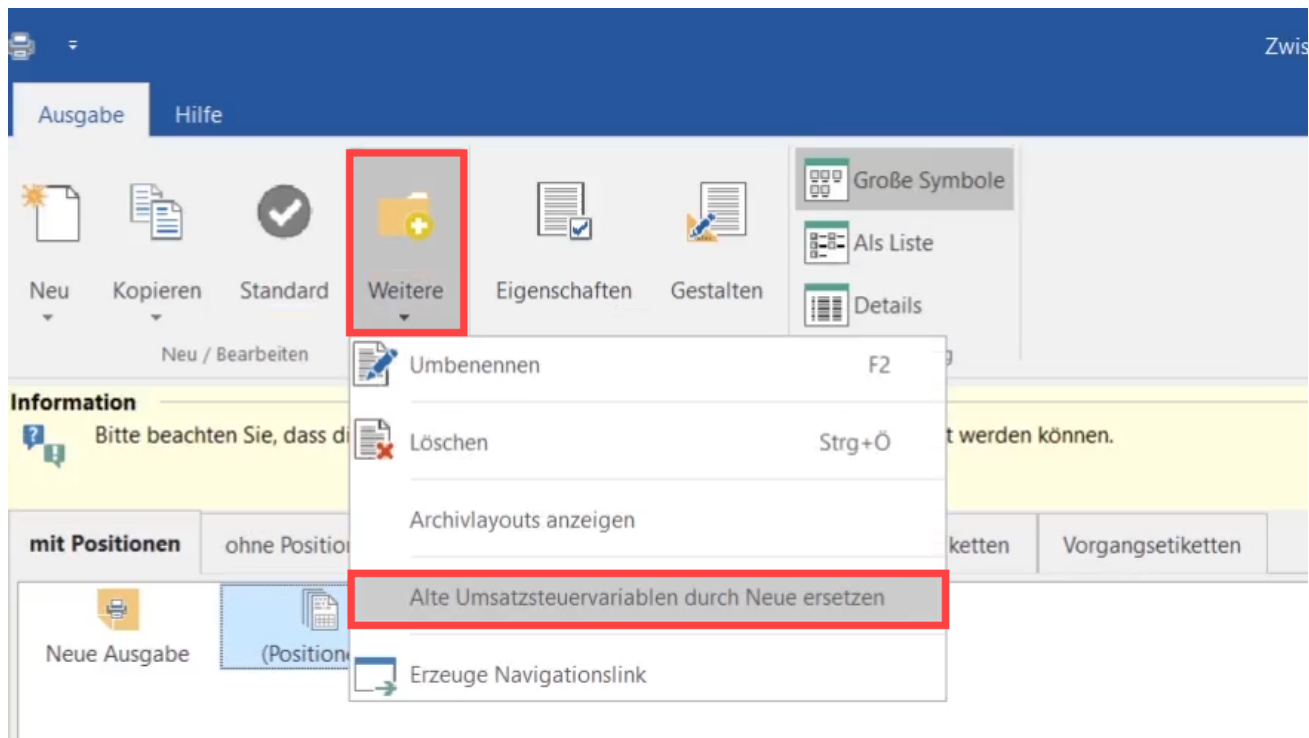 Zwis
Ausgabe Hilfe
Große Symbole
Als Liste
Neu Kopieren Standard Weitere Eigenschaften Gestalten Details
Neu / Bearbeiten g
Umbenennen F2
Information
Bitte beachten Sie, dass di t werden können.
Löschen Strg+Ö
Archivlayouts anzeigen
mit Positionen ohne Position ketten Vorgangsetiketten
Alte Umsatzsteuervariablen durch Neue ersetzen
Neue Ausgabe (Position
Erzeuge Navigationslink